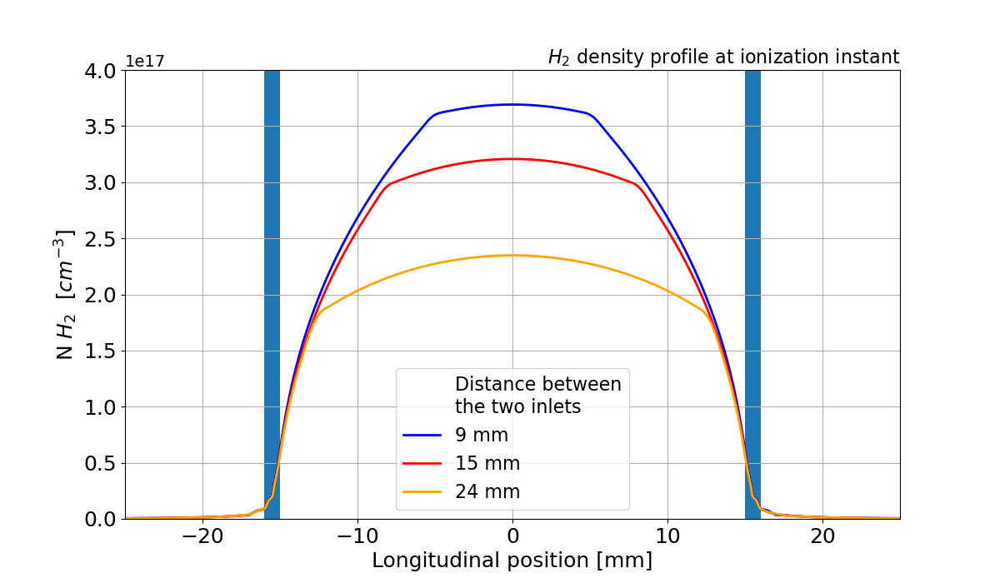 1e17
H₂ density profile at ionization instant
4.0
3.5
3.0
2.5
2.0
1.5
1.0
0.5
0.0
N H₂ [cm⁻³]
Distance between
the two inlets
9 mm
15 mm
24 mm
−20 −10 0 10 20
Longitudinal position [mm]